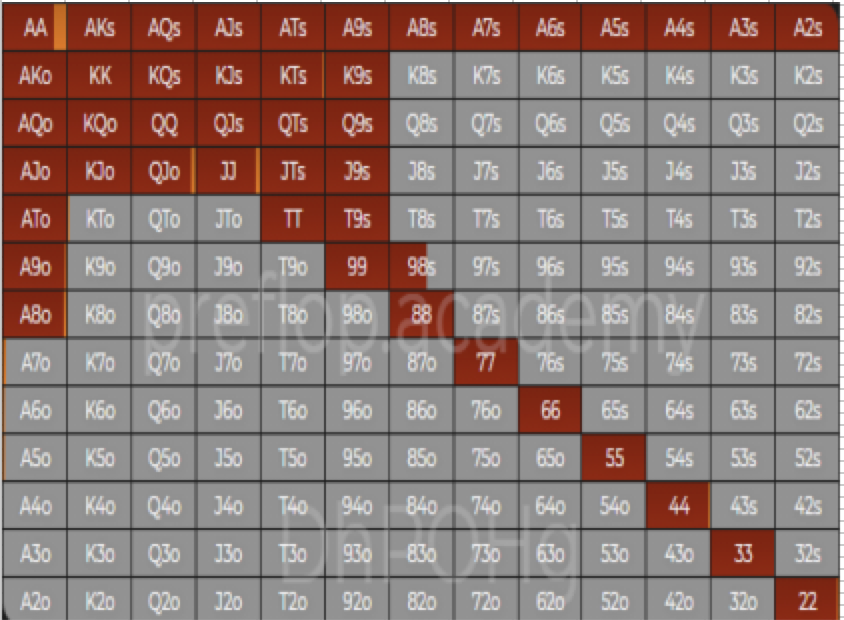 AA AKs AQs AJs ATs A9s A8s A7s A6s A5s A4s A3s A2s
AKo KK KQs KJs KTs K9s K8s K7s K6s K5s K4s K3s K2s
AQo KQo QQ QJs QTs Q9s Q8s Q7s Q6s Q5s Q4s Q3s Q2s
AJo KJo QJo JJ JTs J9s J8s J7s J6s J5s J4s J3s J2s
ATo KTo QTo JTo TT T9s T8s T7s T6s T5s T4s T3s T2s
A9o K9o Q9o J9o T9o 99 98s 97s 96s 95s 94s 93s 92s
A8o K8o Q8o J8o T8o 98o 88 87s 86s 85s 84s 83s 82s
preflop.academy
A7o K7o Q7o J7o T7o 97o 87o 77 76s 75s 74s 73s 72s
A6o K6o Q6o J6o T6o 96o 86o 76o 66 65s 64s 63s 62s
A5o K5o Q5o J5o T5o 95o 85o 75o 65o 55 54s 53s 52s
A4o K4o Q4o J4o T4o 94o 84o 74o 64o 54o 44 43s 42s
DhPOHg
A3o K3o Q3o J3o T3o 93o 83o 73o 63o 53o 43o 33 32s
A2o K2o Q2o J2o T2o 92o 82o 72o 62o 52o 42o 32o 22